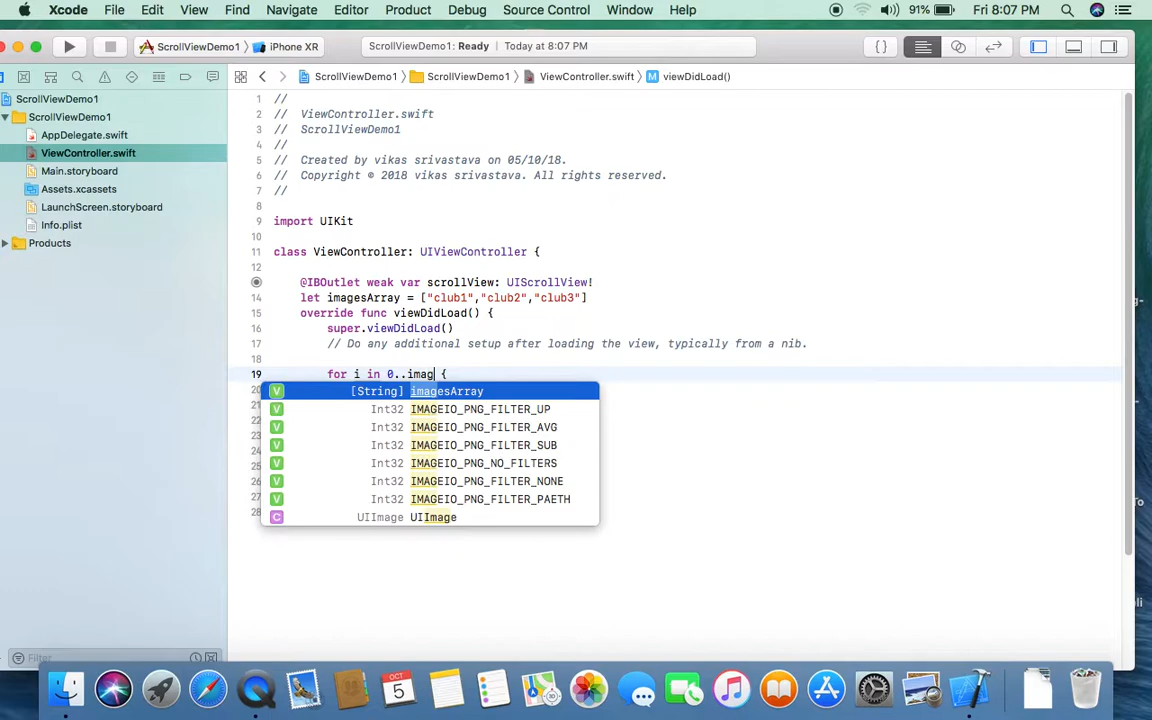 Xcode File Edit View Find Navigate Editor Product Debug Source Control Window Help 91% Fri 8:07 PM
ScrollViewDemo1 iPhone XR ScrollViewDemo1: Ready Today at 8:07 PM
ScrollViewDemo1 ScrollViewDemo1 ViewController.swift M viewDidLoad()
ScrollViewDemo1
ScrollViewDemo1
AppDelegate.swift
ViewController.swift
Main.storyboard
Assets.xcassets
LaunchScreen.storyboard
Info.plist
Products
Filter
1 //
2 // ViewController.swift
3 // ScrollViewDemo1
4 //
5 // Created by vikas srivastava on 05/10/18.
6 // Copyright © 2018 vikas srivastava. All rights reserved.
7 //
8
9 import UIKit
10
11 class ViewController: UIViewController {
12
@IBOutlet weak var scrollView: UIScrollView!
14 let imagesArray = ["club1","club2","club3"]
15 override func viewDidLoad() {
16 super.viewDidLoad()
17 // Do any additional setup after loading the view, typically from a nib.
18
19 for i in 0..imag {
V [String] imagesArray
V Int32 IMAGEIO_PNG_FILTER_UP
V Int32 IMAGEIO_PNG_FILTER_AVG
V Int32 IMAGEIO_PNG_FILTER_SUB
V Int32 IMAGEIO_PNG_NO_FILTERS
V Int32 IMAGEIO_PNG_FILTER_NONE
V Int32 IMAGEIO_PNG_FILTER_PAETH
C UIImage UIImage
OCT
5